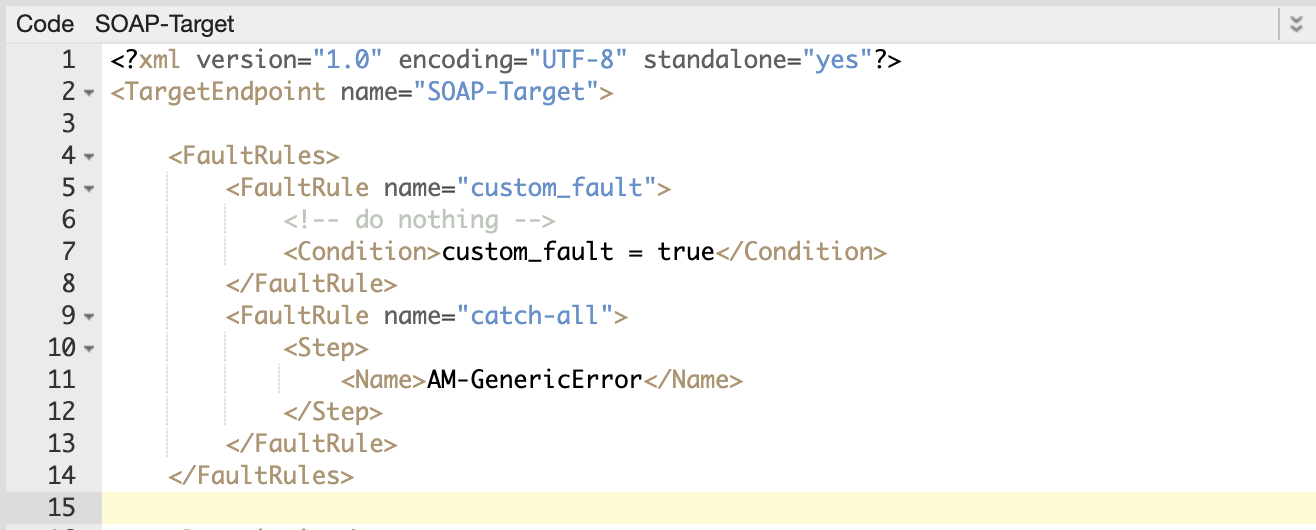 Code SOAP-Target
1 <?xml version="1.0" encoding="UTF-8" standalone="yes"?>
2 <TargetEndpoint name="SOAP-Target">
3
4 <FaultRules>
5 <FaultRule name="custom_fault">
6 <!-- do nothing -->
7 <Condition>custom_fault = true</Condition>
8 </FaultRule>
9 <FaultRule name="catch-all">
10 <Step>
11 <Name>AM-GenericError</Name>
12 </Step>
13 </FaultRule>
14 </FaultRules>
15